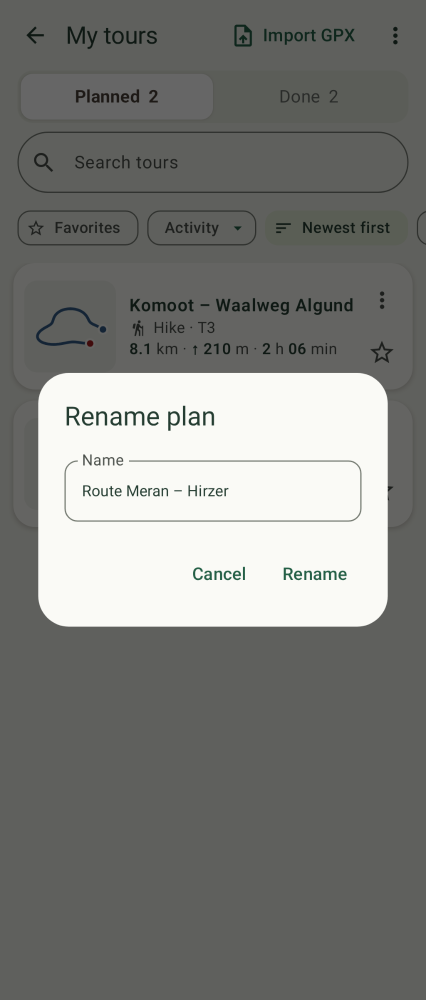 My tours
Import GPX
Planned 2
Done 2
Search tours
Favorites
Activity
Newest first
Komoot – Waalweg Algund
Hike · T3
8.1 km · ↑ 210 m · 2 h 06 min
Rename plan
Name
Route Meran – Hirzer
Cancel
Rename